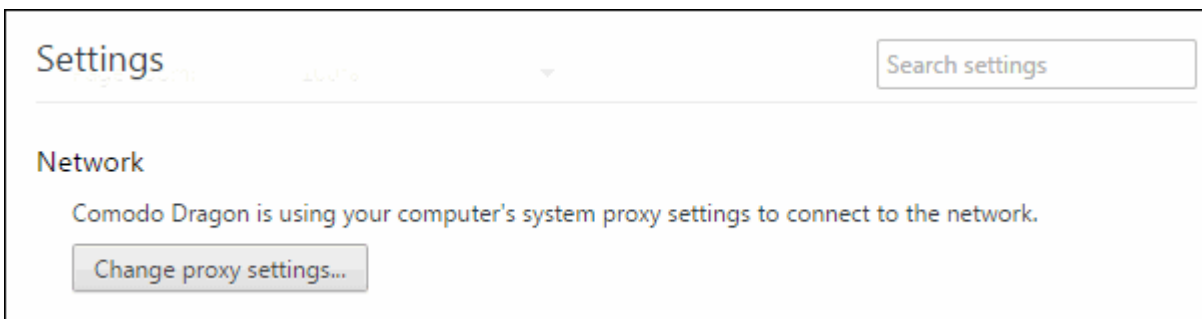 Settings
Search settings
Network
Comodo Dragon is using your computer's system proxy settings to connect to the network.
Change proxy settings...